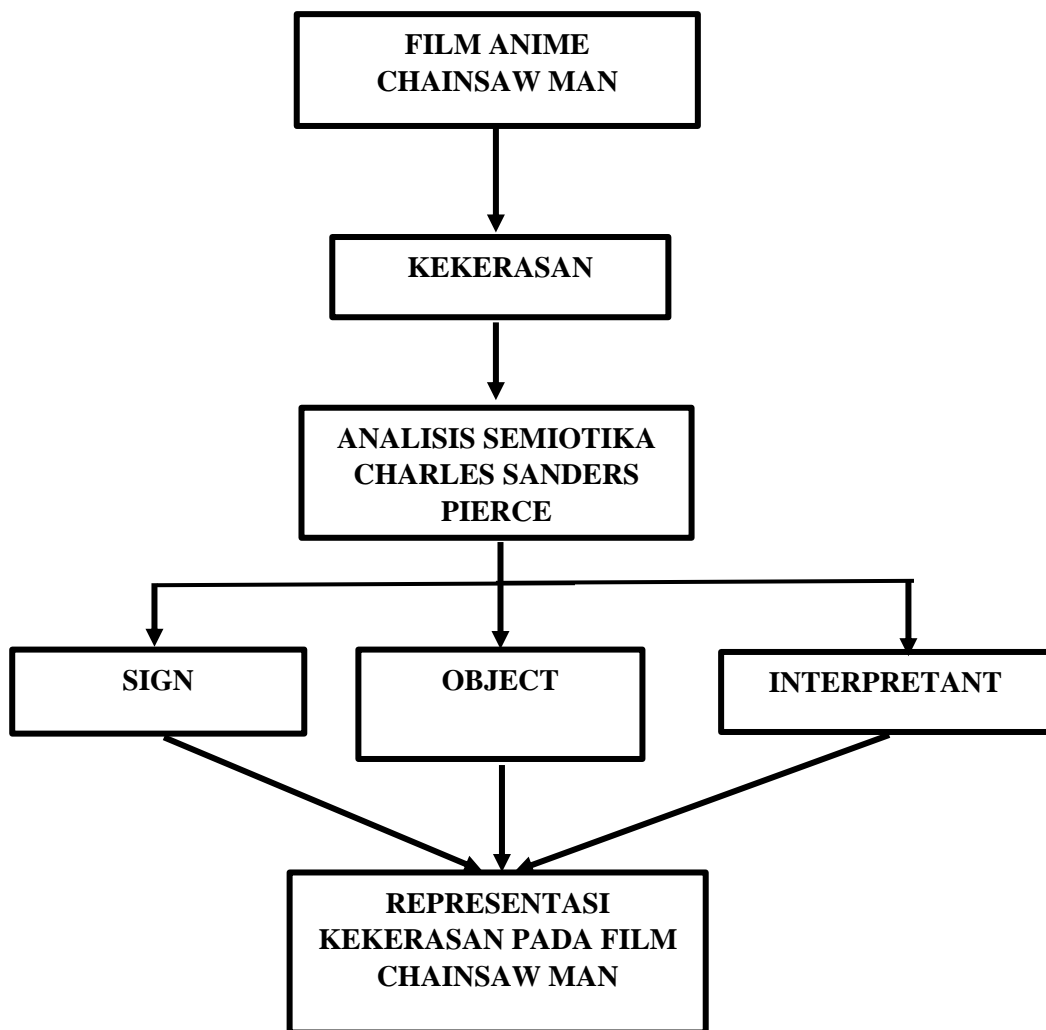 FILM ANIME
CHAINSAW MAN
KEKERASAN
ANALISIS SEMIOTIKA
CHARLES SANDERS
PIERCE
SIGN
OBJECT
INTERPRETANT
REPRESENTASI
KEKERASAN PADA FILM
CHAINSAW MAN